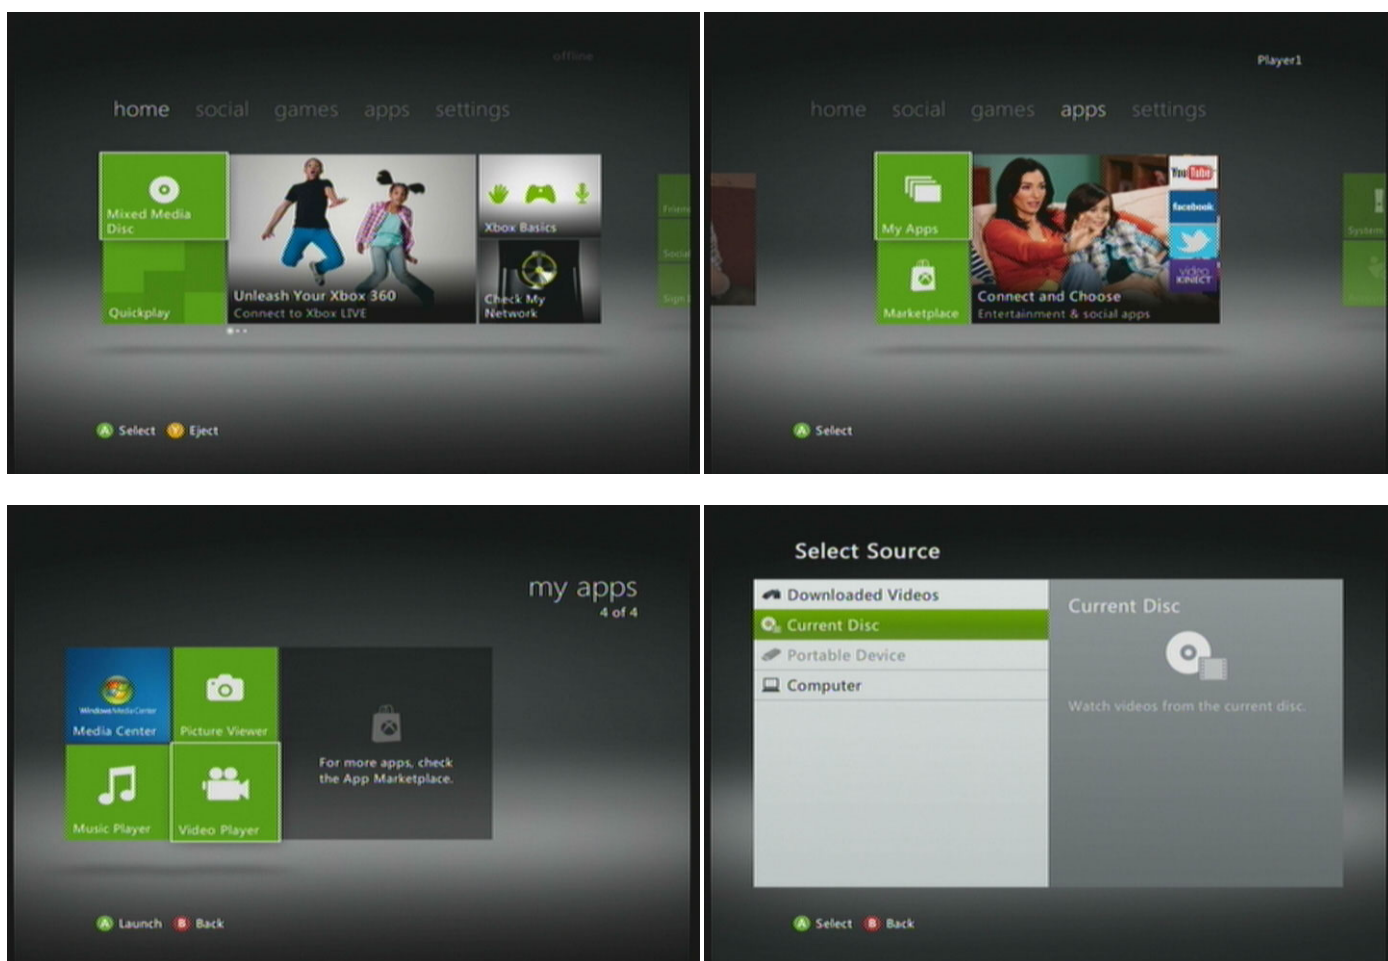 offline
home social games apps settings
Mixed Media
Disc
Quickplay
Unleash Your Xbox 360
Connect to Xbox LIVE
Xbox Basics
Check My
Network
Friend
Social
Sign I
A Select Y Eject
Player1
home social games apps settings
My Apps
Marketplace
Connect and Choose
Entertainment & social apps
YouTube
facebook.
video
KINECT
System
A Select
my apps
4 of 4
Windows Media Center
Media Center
Picture Viewer
Music Player
Video Player
For more apps, check
the App Marketplace.
A Launch B Back
Select Source
Downloaded Videos
Current Disc
Portable Device
Computer
Current Disc
Watch videos from the current disc.
A Select B Back